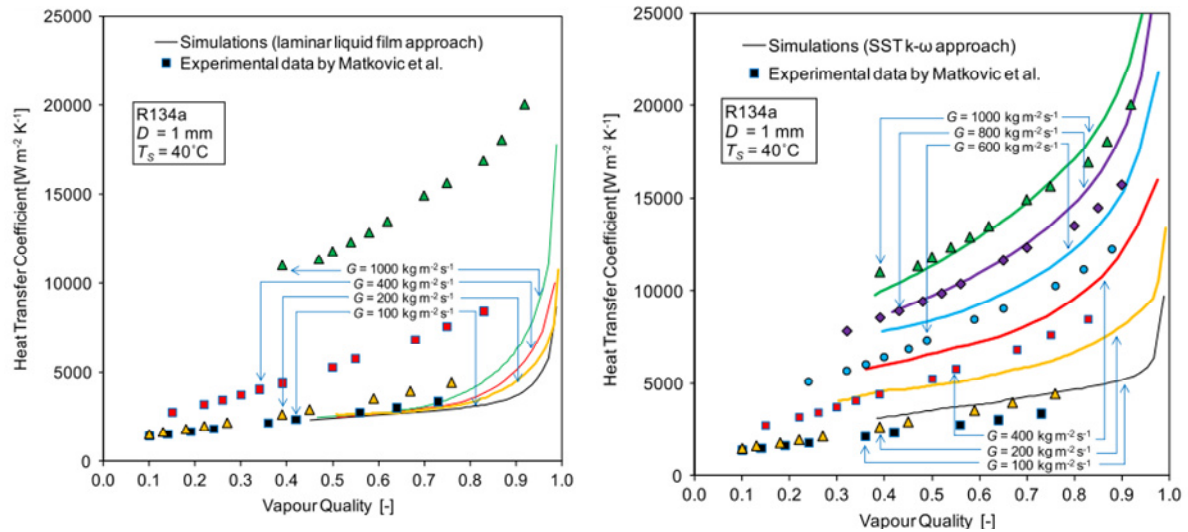 25000
20000
15000
10000
5000
0
Heat Transfer Coefficient [W m-2 K-1]
Simulations (laminar liquid film approach)
Experimental data by Matkovic et al.
R134a
D = 1 mm
TS = 40˚C
G = 1000 kg m-2 s-1
G = 400 kg m-2 s-1
G = 200 kg m-2 s-1
G = 100 kg m-2 s-1
0.0 0.1 0.2 0.3 0.4 0.5 0.6 0.7 0.8 0.9 1.0
Vapour Quality [-]
25000
20000
15000
10000
5000
0
Heat Transfer Coefficient [W m-2 K-1]
Simulations (SST k-ω approach)
Experimental data by Matkovic et al.
R134a
D = 1 mm
TS = 40˚C
G = 1000 kg m-2 s-1
G = 800 kg m-2 s-1
G = 600 kg m-2 s-1
G = 400 kg m-2 s-1
G = 200 kg m-2 s-1
G = 100 kg m-2 s-1
0.0 0.1 0.2 0.3 0.4 0.5 0.6 0.7 0.8 0.9 1.0
Vapour Quality [-]